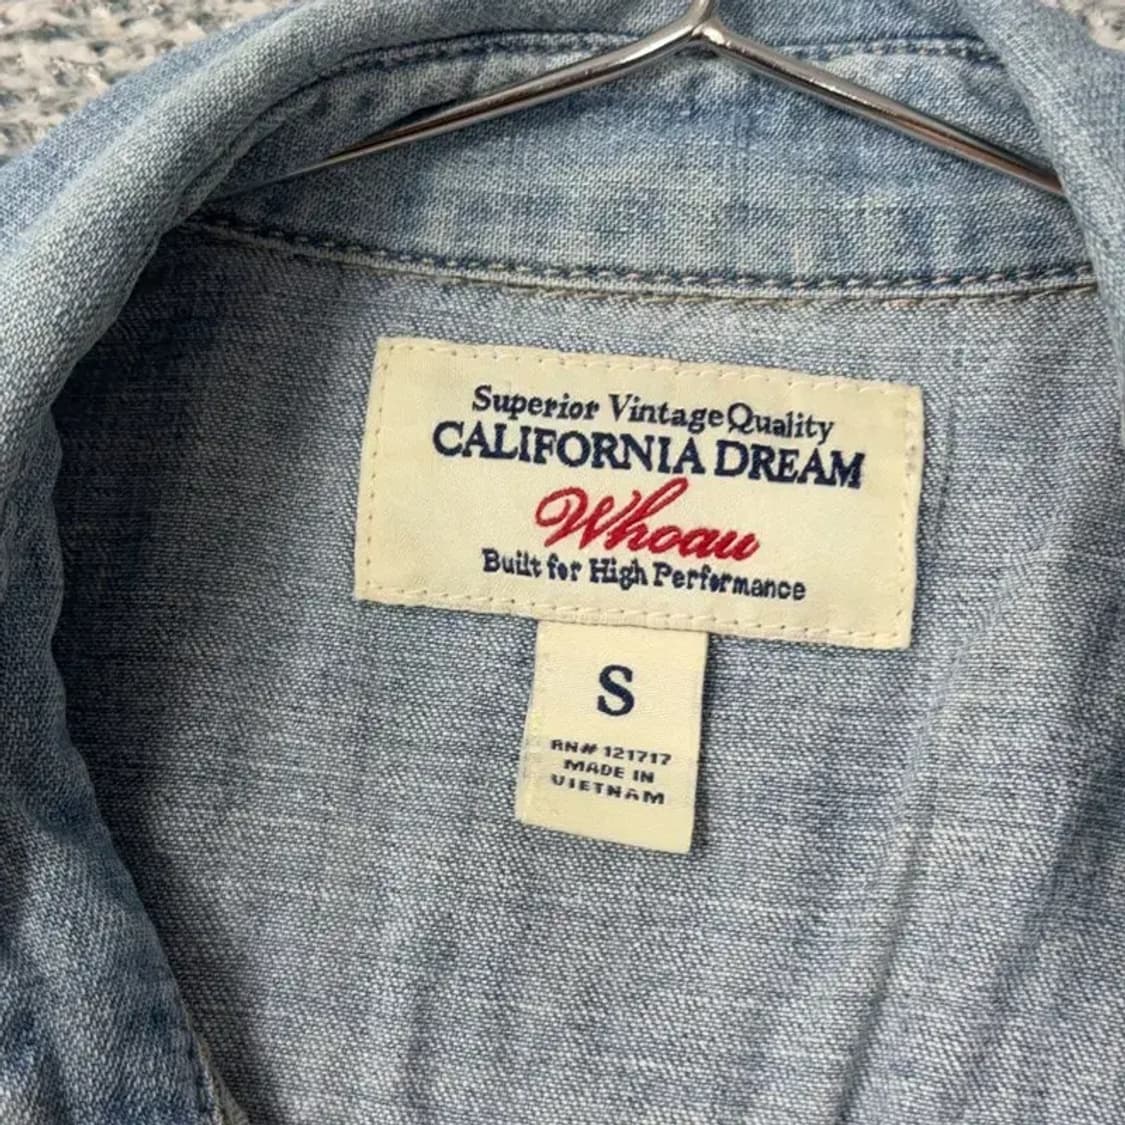 Superior Vintage Quality
CALIFORNIA DREAM
Whoau
Built for High Performance
S
RN# 121717
MADE IN
VIETNAM